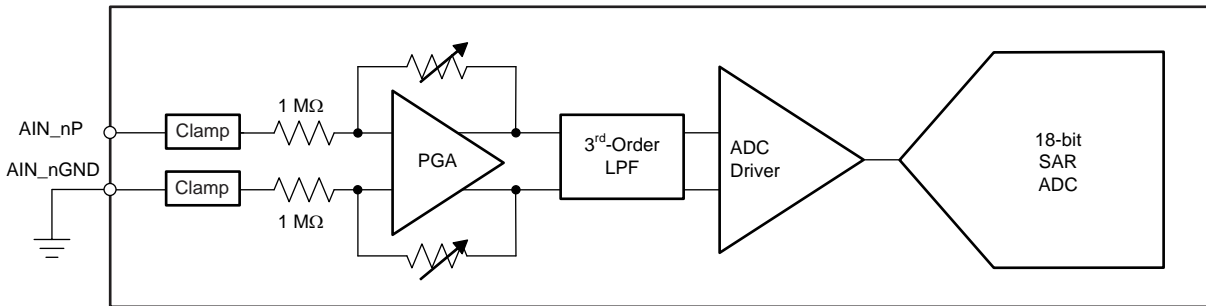 1 MΩ
AIN_nP
Clamp
PGA
3rd-Order
LPF
ADC
Driver
18-bit
SAR
ADC
AIN_nGND
Clamp
1 MΩ